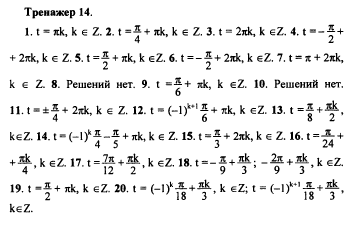 Тренажер 14.
1. t = πk, k ∈ Z. 2. t = π/4 + πk, k ∈ Z. 3. t = 2πk, k ∈ Z. 4. t = -π/2 +
+ 2πk, k ∈ Z. 5. t = π/2 + πk, k ∈ Z. 6. t = -π/2 + 2πk, k ∈ Z. 7. t = π + 2πk,
k ∈ Z. 8. Решений нет. 9. t = π/6 + πk, k ∈ Z. 10. Решений нет.
11. t = ±π/4 + 2πk, k ∈ Z. 12. t = (-1)^{k+1} π/6 + πk, k ∈ Z. 13. t = π/8 + πk/2,
k∈Z. 14. t = (-1)^k π/4 - π/5 + πk, k ∈ Z. 15. t = π/3 + 2πk, k ∈ Z. 16. t = π/24 +
+ πk/4, k ∈ Z. 17. t = 7π/12 + πk/2, k ∈ Z. 18. t = -π/9 + πk/3; -2π/9 + πk/3, k ∈ Z.
19. t = π/2 + πk, k ∈ Z. 20. t = (-1)^k π/18 + πk/3, k ∈ Z; t = (-1)^{k+1} π/18 + πk/3,
k∈Z.